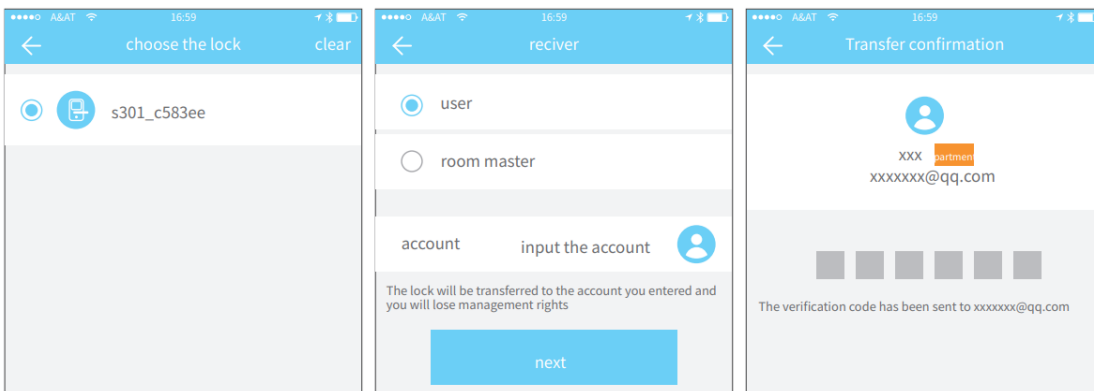 A&AT 16:59
choose the lock clear
s301_c583ee
A&AT 16:59
reciver
user
room master
account input the account
The lock will be transferred to the account you entered and
you will lose management rights
next
A&AT 16:59
Transfer confirmation
xxx partment
xxxxxxx@qq.com
The verification code has been sent to xxxxxxx@qq.com